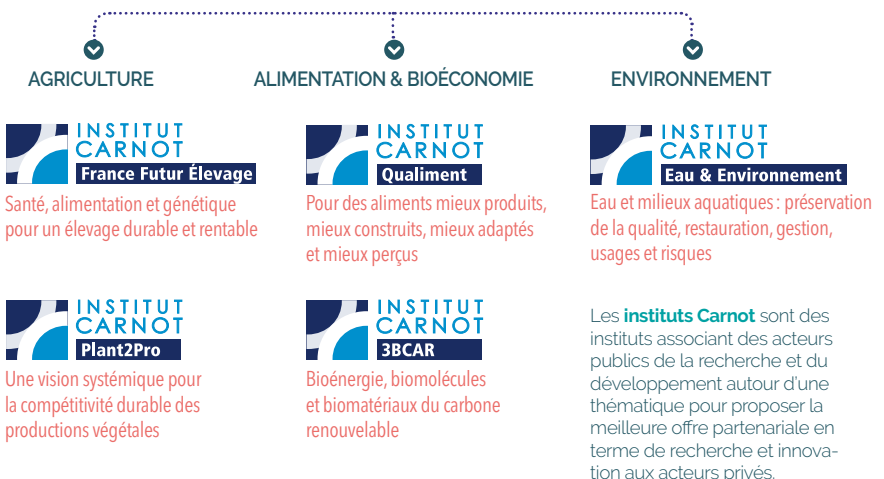 AGRICULTURE
INSTITUT
CARNOT
France Futur Élevage
Santé, alimentation et génétique
pour un élevage durable et rentable
INSTITUT
CARNOT
Plant2Pro
Une vision systémique pour
la compétitivité durable des
productions végétales
ALIMENTATION & BIOÉCONOMIE
INSTITUT
CARNOT
Qualiment
Pour des aliments mieux produits,
mieux construits, mieux adaptés
et mieux perçus
INSTITUT
CARNOT
3BCAR
Bioénergie, biomolécules
et biomatériaux du carbone
renouvelable
ENVIRONNEMENT
INSTITUT
CARNOT
Eau & Environnement
Eau et milieux aquatiques : préservation
de la qualité, restauration, gestion,
usages et risques
Les instituts Carnot sont des
instituts associant des acteurs
publics de la recherche et du
développement autour d'une
thématique pour proposer la
meilleure offre partenariale en
terme de recherche et innova-
tion aux acteurs privés.